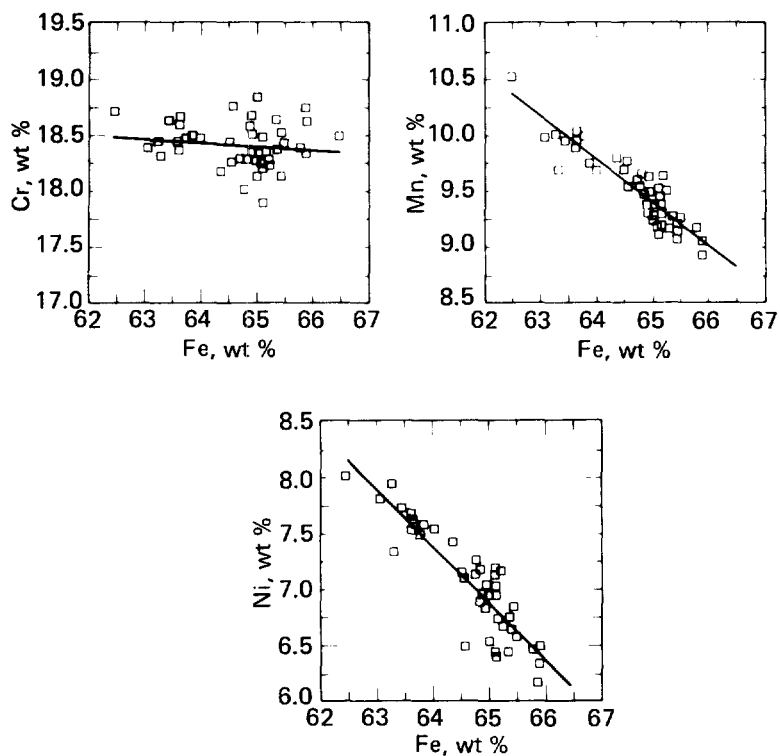 19.5
19.0
18.5
18.0
17.5
17.0
Cr, wt %
62 63 64 65 66 67
Fe, wt %
11.0
10.5
10.0
9.5
9.0
8.5
Mn, wt %
62 63 64 65 66 67
Fe, wt %
8.5
8.0
7.5
7.0
6.5
6.0
Ni, wt %
62 63 64 65 66 67
Fe, wt %